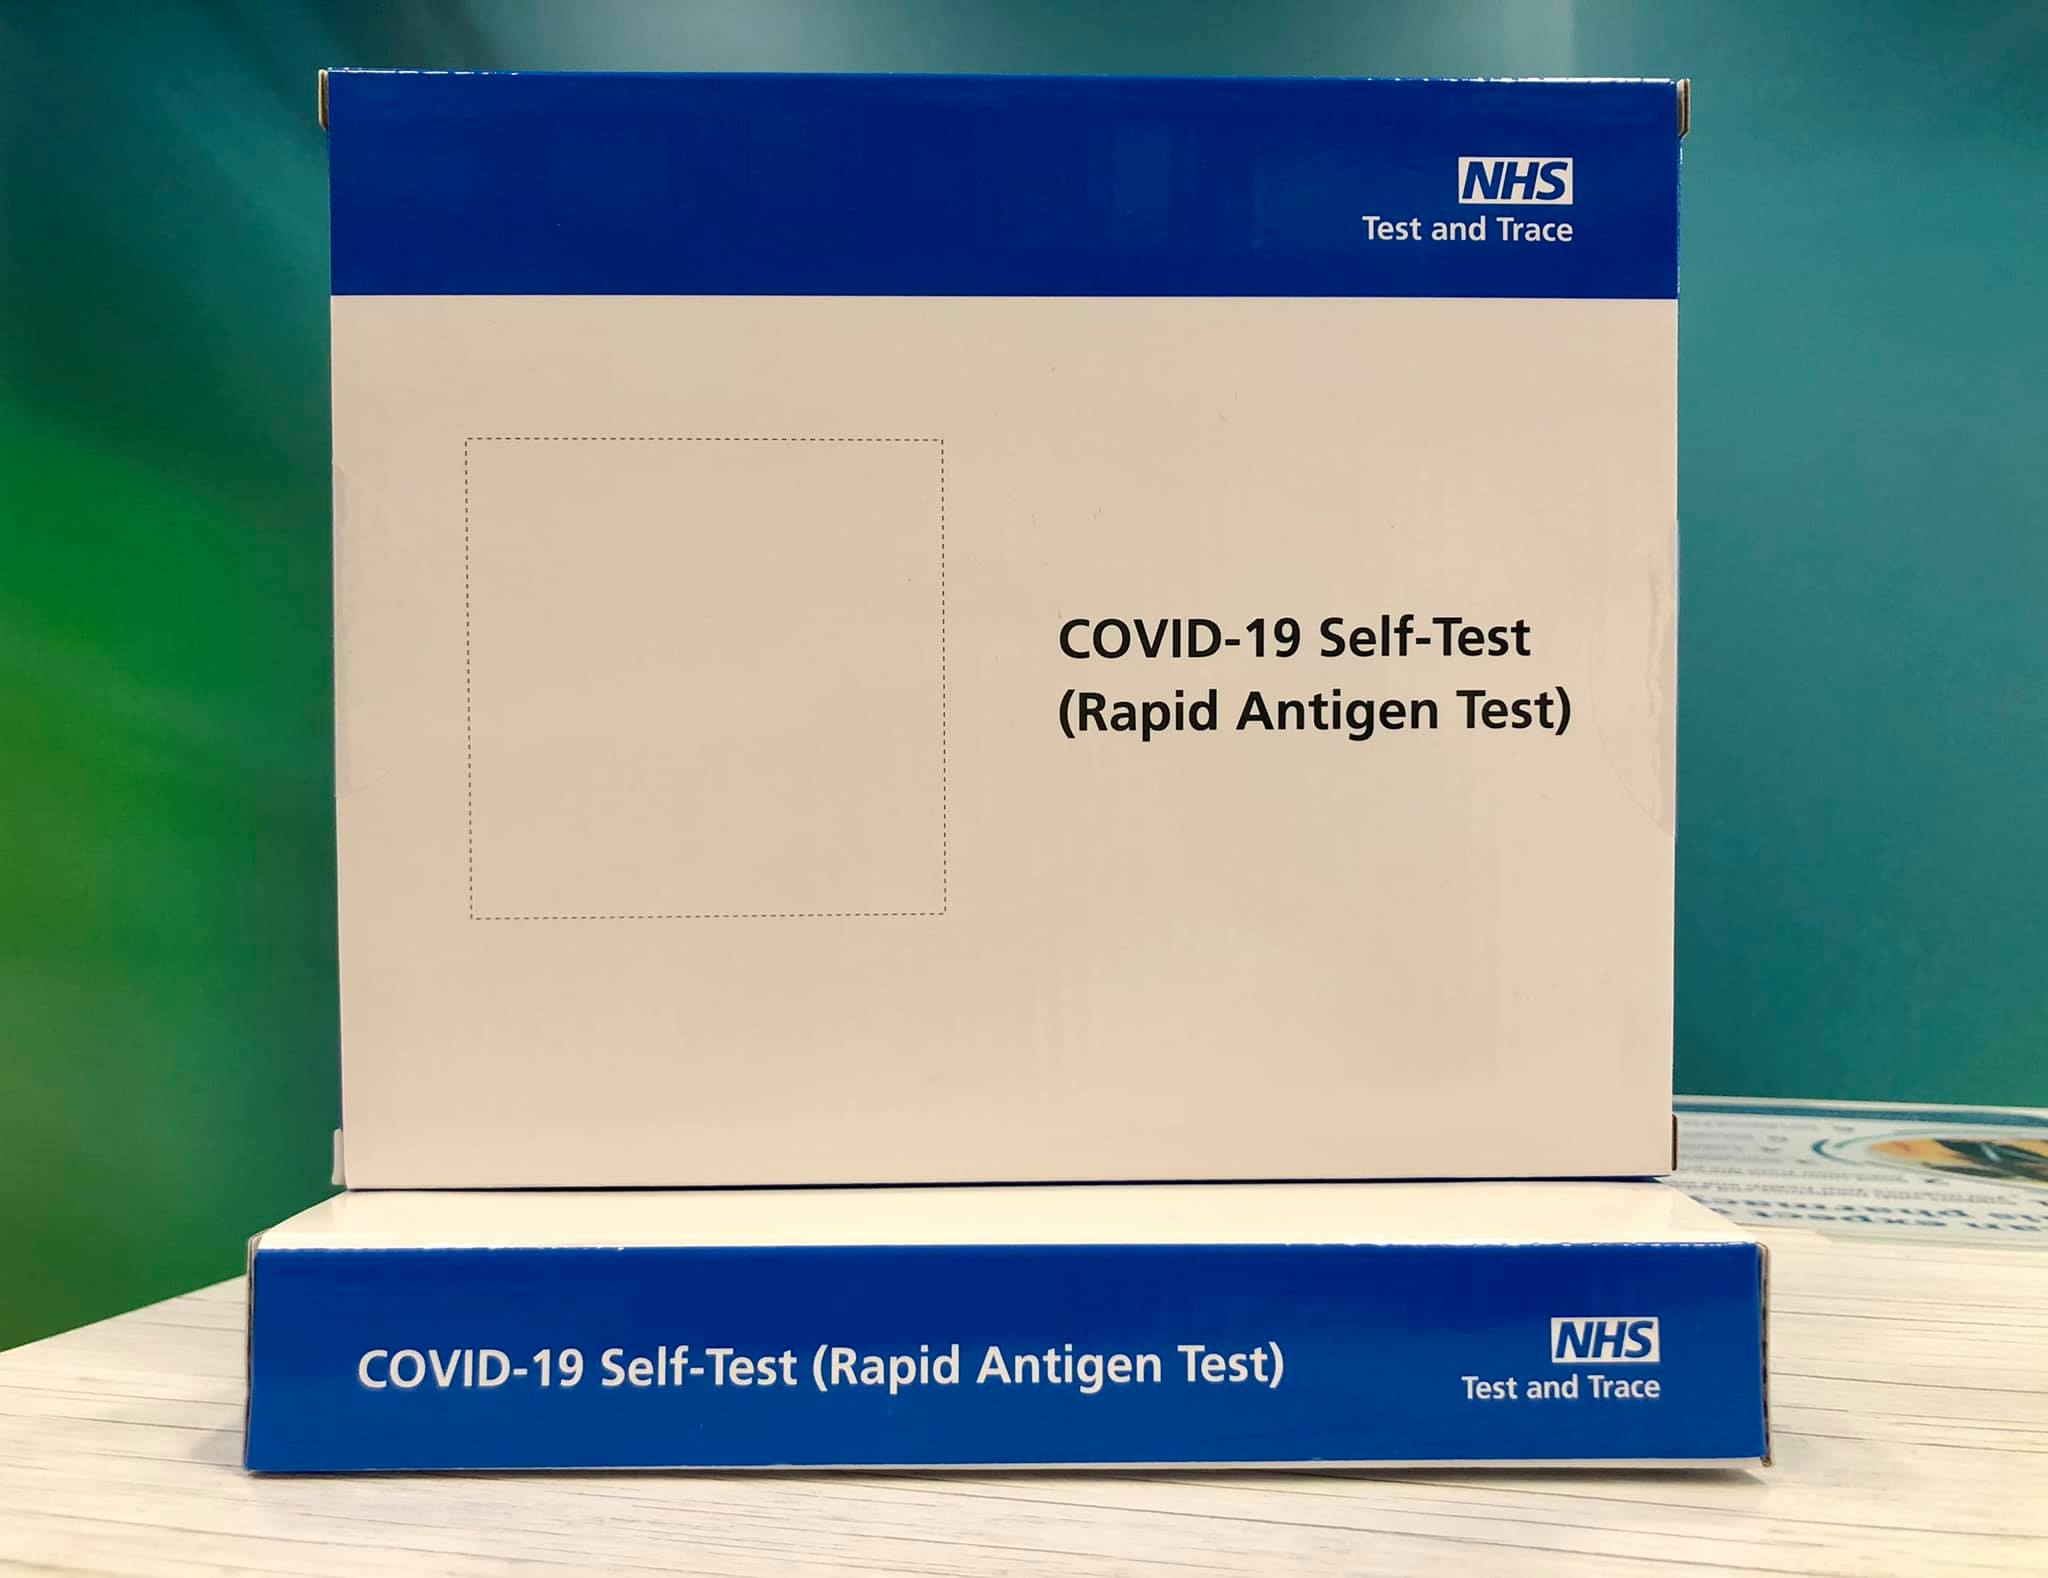 NHS
Test and Trace
COVID-19 Self-Test
(Rapid Antigen Test)
COVID-19 Self-Test (Rapid Antigen Test)
NHS
Test and Trace